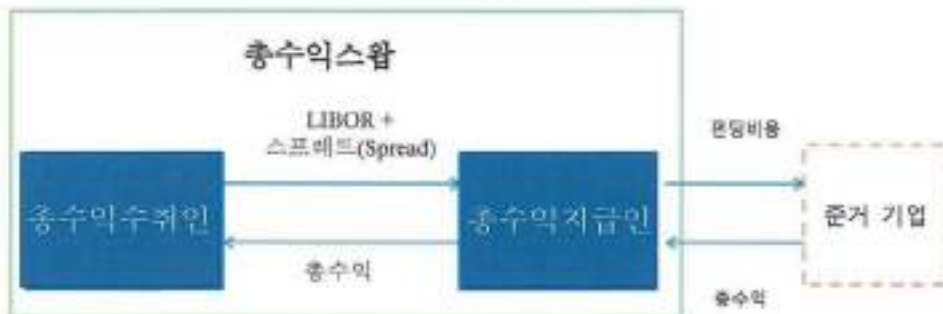 총수익스왑
LIBOR +
스프레드(Spread)
펀딩비용
총수익수취인
총수익지급인
준거 기업
총수익
총수익